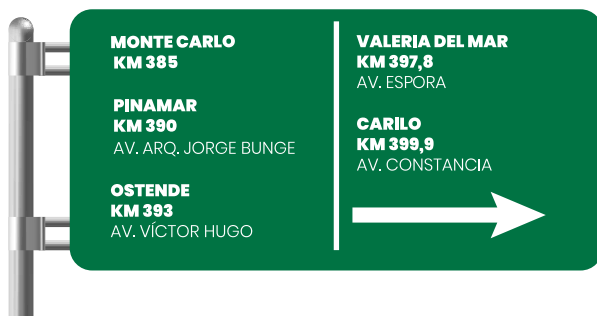 MONTE CARLO
KM 385
PINAMAR
KM 390
AV. ARQ. JORGE BUNGE
OSTENDE
KM 393
AV. VÍCTOR HUGO
VALERIA DEL MAR
KM 397,8
AV. ESPORA
CARILO
KM 399,9
AV. CONSTANCIA